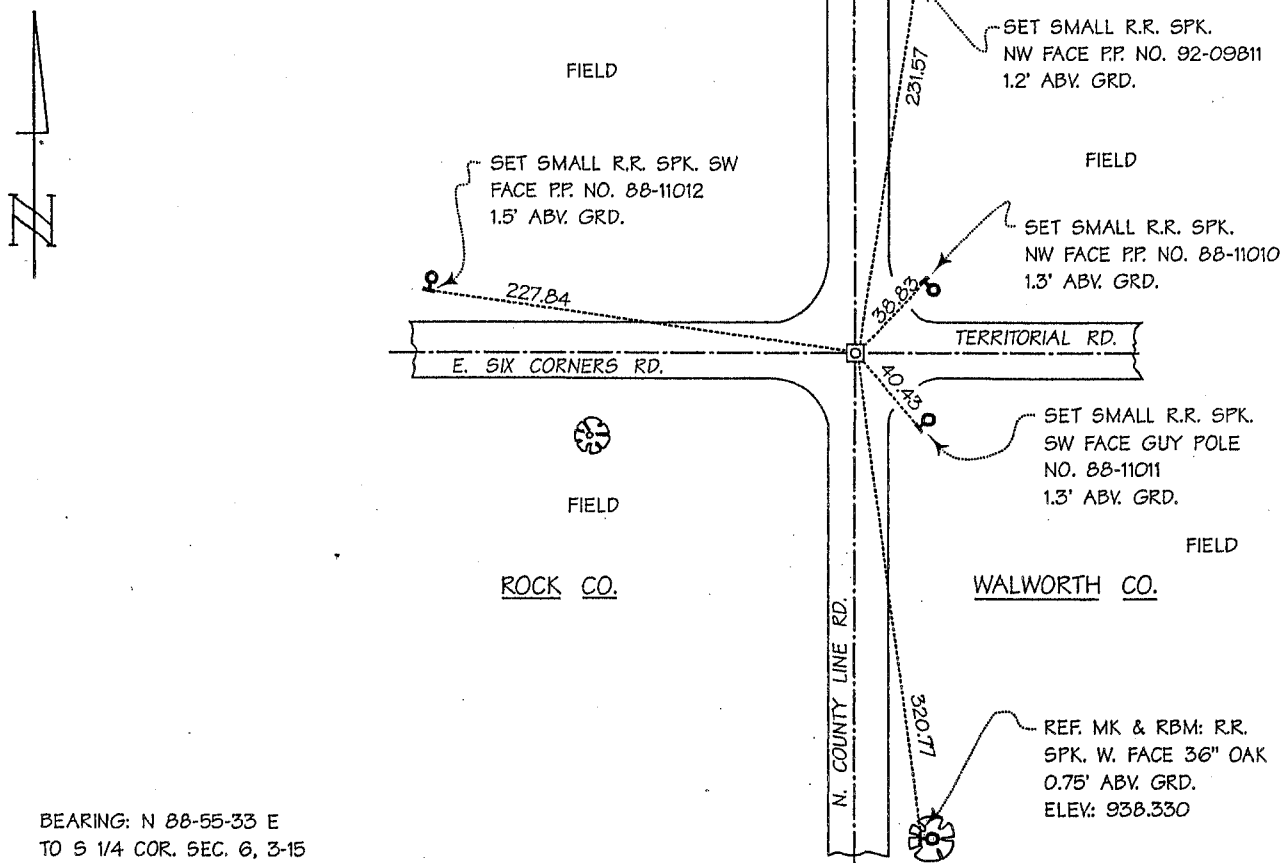 SET SMALL R.R. SPK.
NW FACE P.P. NO. 92-09811
1.2' ABV. GRD.
FIELD
231.57
FIELD
SET SMALL R.R. SPK. SW
FACE P.P. NO. 88-11012
1.5' ABV. GRD.
N
SET SMALL R.R. SPK.
NW FACE P.P. NO. 88-11010
1.3' ABV. GRD.
227.84
38.83
TERRITORIAL RD.
E. SIX CORNERS RD.
40.43
SET SMALL R.R. SPK.
SW FACE GUY POLE
NO. 88-11011
1.3' ABV. GRD.
FIELD
FIELD
ROCK CO.
WALWORTH CO.
N. COUNTY LINE RD.
320.77
REF. MK & RBM: R.R.
SPK. W. FACE 36" OAK
0.75' ABV. GRD.
ELEV.: 938.330
BEARING: N 88-55-33 E
TO S 1/4 COR. SEC. 6, 3-15